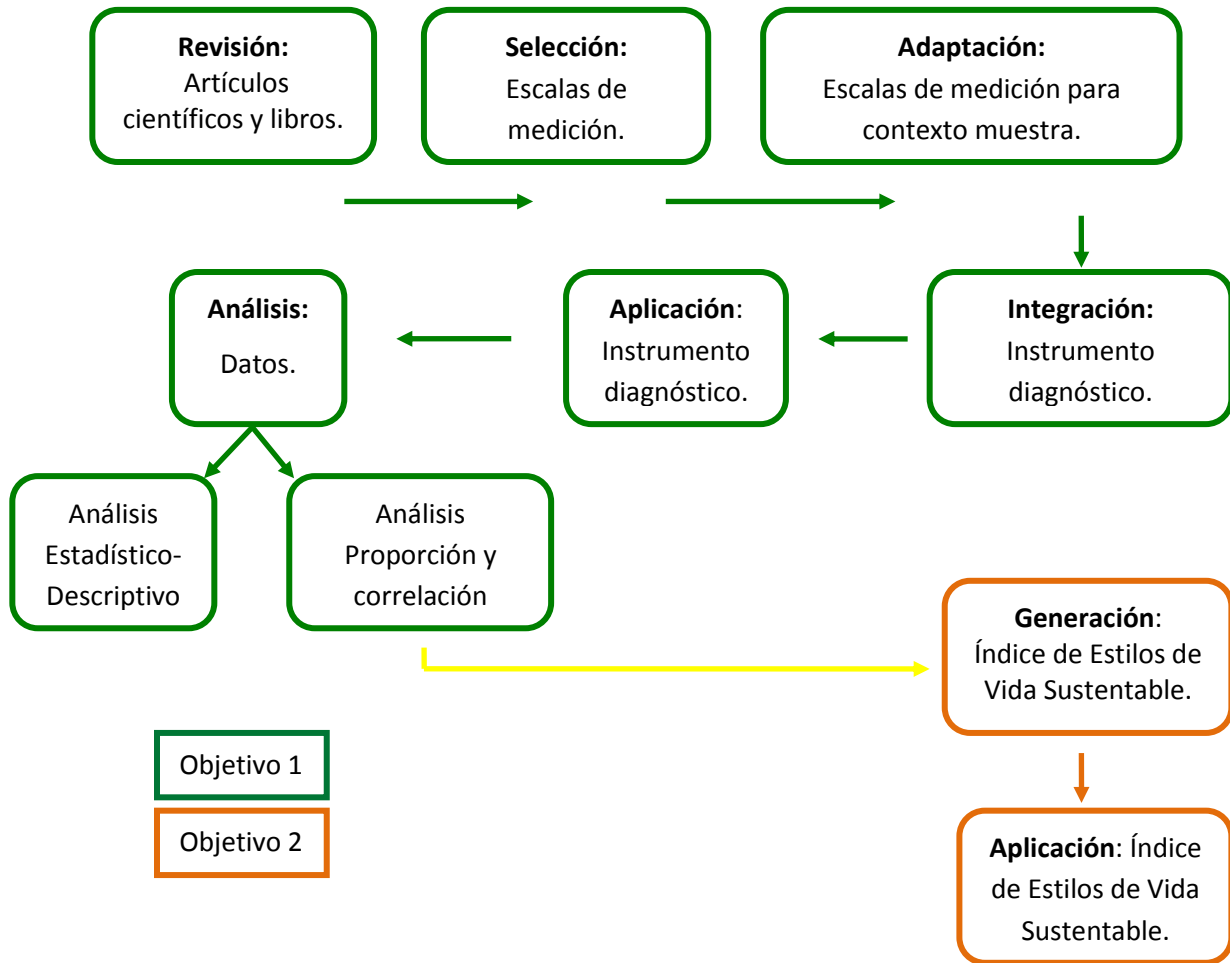 Revisión:
Artículos
científicos y libros.
Selección:
Escalas de
medición.
Adaptación:
Escalas de medición para
contexto muestra.
Análisis:
Datos.
Aplicación:
Instrumento
diagnóstico.
Integración:
Instrumento
diagnóstico.
Análisis
Estadístico-
Descriptivo
Análisis
Proporción y
correlación
Generación:
Índice de Estilos de
Vida Sustentable.
Objetivo 1
Objetivo 2
Aplicación: Índice
de Estilos de Vida
Sustentable.